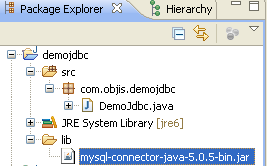 Package Explorer
Hierarchy
demojdbc
src
com.objis.demojdbc
DemoJdbc.java
JRE System Library [jre6]
lib
mysql-connector-java-5.0.5-bin.jar